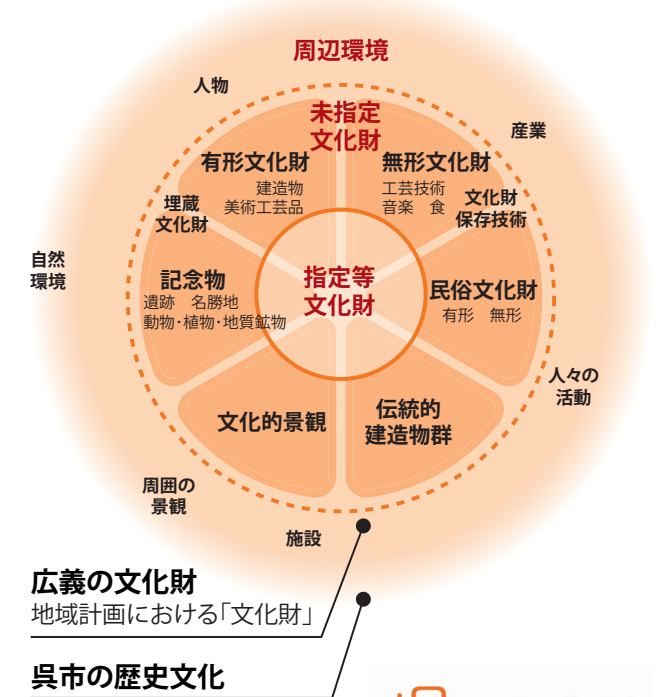 周辺環境
人物
産業
未指定
文化財
有形文化財
建造物
美術工芸品
無形文化財
工芸技術
音楽　食
埋蔵
文化財
文化財
保存技術
自然
環境
記念物
遺跡　名勝地
動物・植物・地質鉱物
指定等
文化財
民俗文化財
有形　無形
人々の
活動
文化的景観
伝統的
建造物群
周囲の
景観
施設
広義の文化財
地域計画における「文化財」
呉市の歴史文化